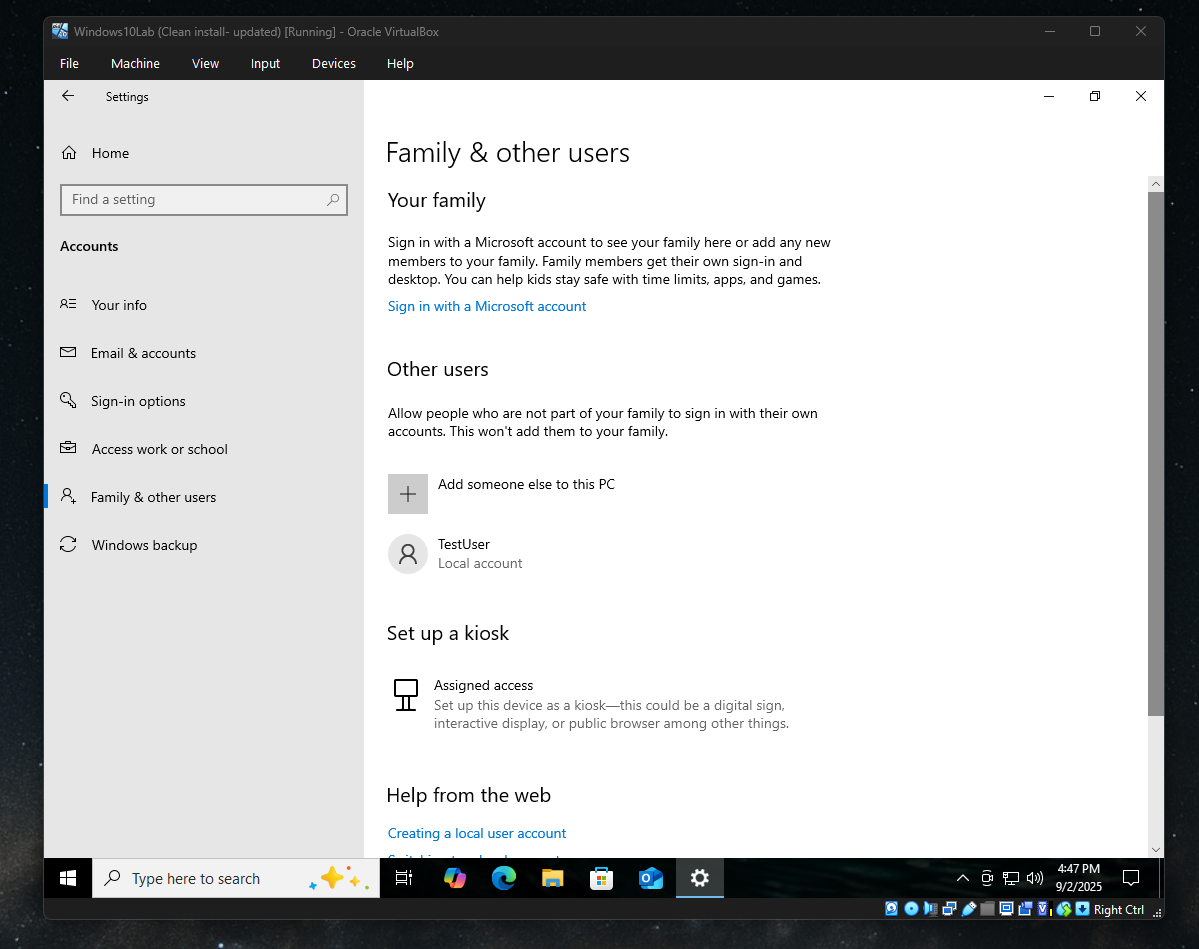 Windows10Lab (Clean install- updated) [Running] - Oracle VirtualBox
File Machine View Input Devices Help
Settings
Home
Find a setting
Accounts
Your info
Email & accounts
Sign-in options
Access work or school
Family & other users
Windows backup
Family & other users
Your family
Sign in with a Microsoft account to see your family here or add any new
members to your family. Family members get their own sign-in and
desktop. You can help kids stay safe with time limits, apps, and games.
Sign in with a Microsoft account
Other users
Allow people who are not part of your family to sign in with their own
accounts. This won't add them to your family.
Add someone else to this PC
TestUser
Local account
Set up a kiosk
Assigned access
Set up this device as a kiosk—this could be a digital sign,
interactive display, or public browser among other things.
Help from the web
Creating a local user account
Type here to search
4:47 PM
9/2/2025
Right Ctrl